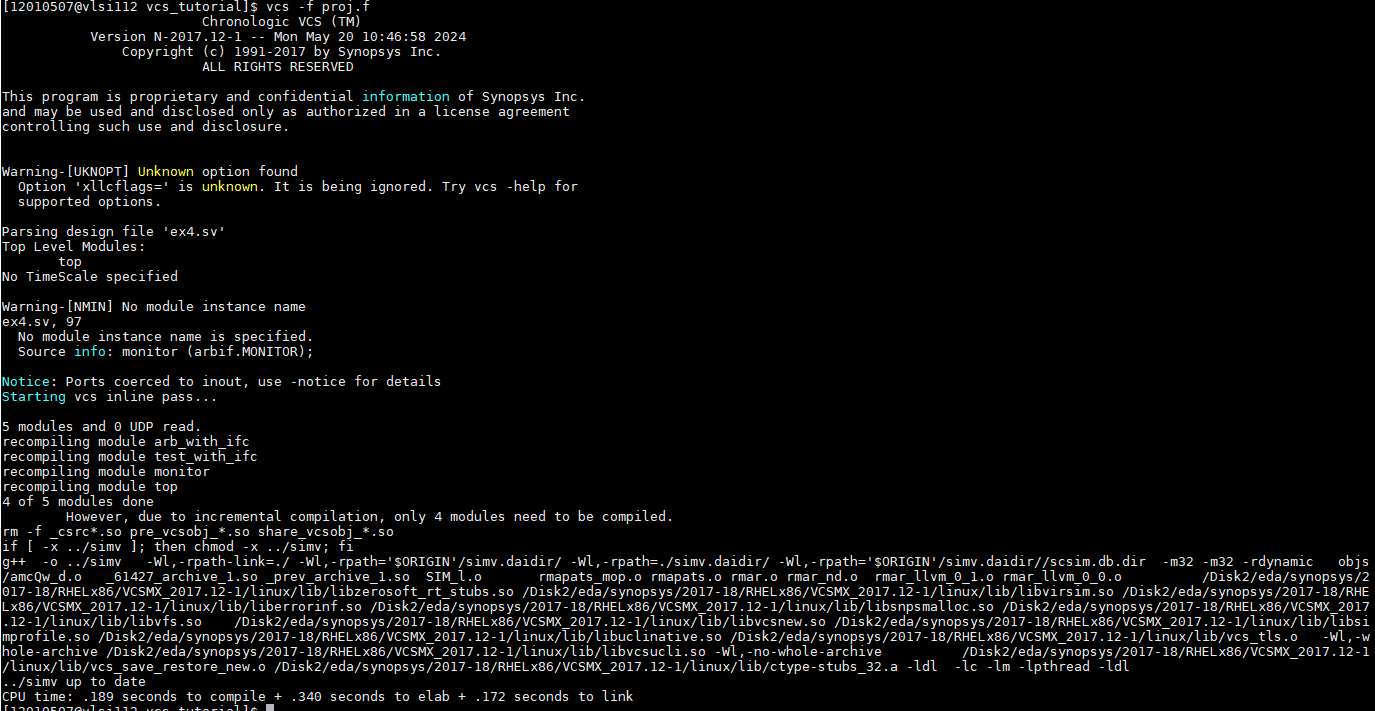 [12010507@vlsi112 vcs_tutorial]$ vcs -f proj.f
Chronologic VCS (TM)
Version N-2017.12-1 -- Mon May 20 10:46:58 2024
Copyright (c) 1991-2017 by Synopsys Inc.
ALL RIGHTS RESERVED
This program is proprietary and confidential information of Synopsys Inc.
and may be used and disclosed only as authorized in a license agreement
controlling such use and disclosure.
Warning-[UKNOPT] Unknown option found
Option 'xllcflags=' is unknown. It is being ignored. Try vcs -help for
supported options.
Parsing design file 'ex4.sv'
Top Level Modules:
top
No TimeScale specified
Warning-[NMIN] No module instance name
ex4.sv, 97
No module instance name is specified.
Source info: monitor (arbif.MONITOR);
Notice: Ports coerced to inout, use -notice for details
Starting vcs inline pass...
5 modules and 0 UDP read.
recompiling module arb_with_ifc
recompiling module test_with_ifc
recompiling module monitor
recompiling module top
4 of 5 modules done
However, due to incremental compilation, only 4 modules need to be compiled.
rm -f _csrc*.so pre_vcsobj_*.so share_vcsobj_*.so
if [ -x ../simv ]; then chmod -x ../simv; fi
g++ -o ../simv -Wl,-rpath-link=./ -Wl,-rpath='$ORIGIN'/simv.daidir/ -Wl,-rpath=./simv.daidir/ -Wl,-rpath='$ORIGIN'/simv.daidir//scsim.db.dir -m32 -m32 -rdynamic objs
/amcQw_d.o _61427_archive_1.so _prev_archive_1.so SIM_l.o rmapats_mop.o rmapats.o rmar.o rmar_nd.o rmar_llvm_0_1.o rmar_llvm_0_0.o /Disk2/eda/synopsys/2
017-18/RHELx86/VCSMX_2017.12-1/linux/lib/libzerosoft_rt_stubs.so /Disk2/eda/synopsys/2017-18/RHELx86/VCSMX_2017.12-1/linux/lib/libvirsim.so /Disk2/eda/synopsys/2017-18/RHE
Lx86/VCSMX_2017.12-1/linux/lib/liberrorinf.so /Disk2/eda/synopsys/2017-18/RHELx86/VCSMX_2017.12-1/linux/lib/libsnpsmalloc.so /Disk2/eda/synopsys/2017-18/RHELx86/VCSMX_2017
.12-1/linux/lib/libvfs.so /Disk2/eda/synopsys/2017-18/RHELx86/VCSMX_2017.12-1/linux/lib/libvcsnew.so /Disk2/eda/synopsys/2017-18/RHELx86/VCSMX_2017.12-1/linux/lib/libsi
mprofile.so /Disk2/eda/synopsys/2017-18/RHELx86/VCSMX_2017.12-1/linux/lib/libuclinative.so /Disk2/eda/synopsys/2017-18/RHELx86/VCSMX_2017.12-1/linux/lib/vcs_tls.o -Wl,-w
hole-archive /Disk2/eda/synopsys/2017-18/RHELx86/VCSMX_2017.12-1/linux/lib/libvcsucli.so -Wl,-no-whole-archive /Disk2/eda/synopsys/2017-18/RHELx86/VCSMX_2017.12-1
/linux/lib/vcs_save_restore_new.o /Disk2/eda/synopsys/2017-18/RHELx86/VCSMX_2017.12-1/linux/lib/ctype-stubs_32.a -ldl -lc -lm -lpthread -ldl
../simv up to date
CPU time: .189 seconds to compile + .340 seconds to elab + .172 seconds to link
[12010507@vlsi112 vcs_tutorial]$